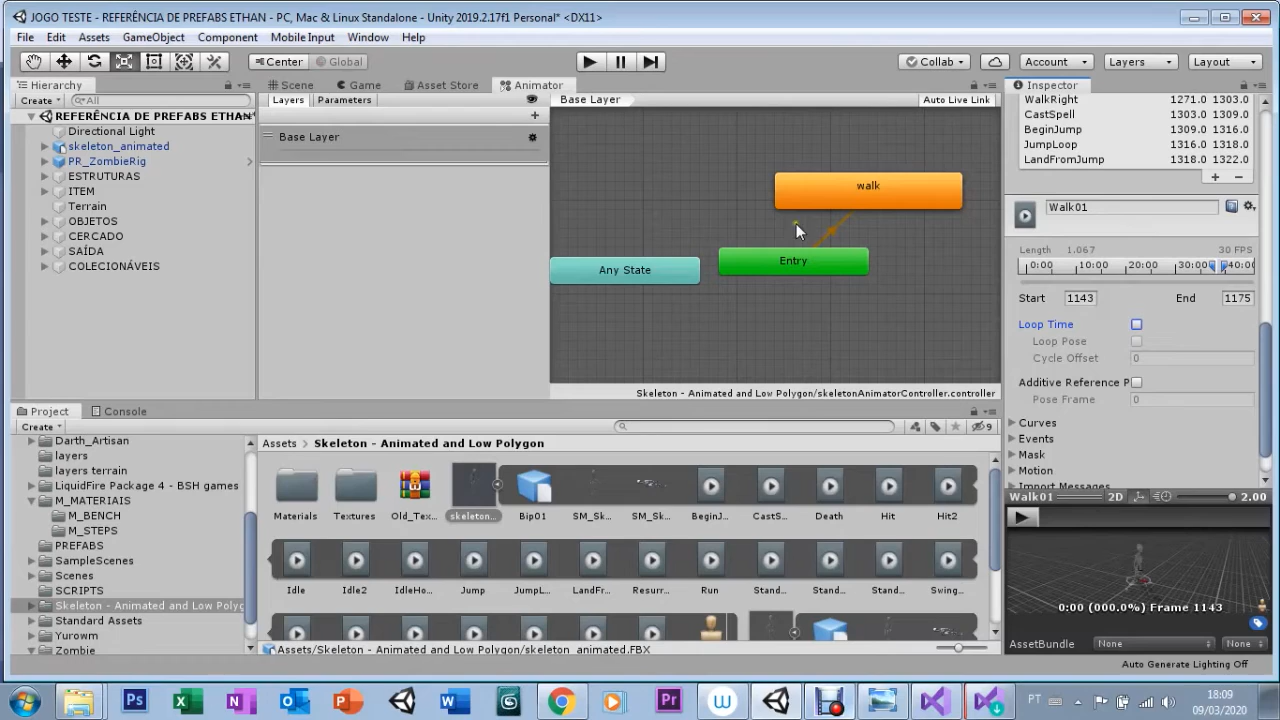 JOGO TESTE - REFERÊNCIA DE PREFABS ETHAN - PC, Mac & Linux Standalone - Unity 2019.2.17f1 Personal* <DX11>
File Edit Assets GameObject Component Mobile Input Window Help
Center Global Collab Account Layers Layout
Hierarchy
Create All
REFERÊNCIA DE PREFABS ETHAN*
Directional Light
skeleton_animated
PR_ZombieRig
ESTRUTURAS
ITEM
Terrain
OBJETOS
CERCADO
SAÍDA
COLECIONÁVEIS
Scene Game Asset Store Animator
Layers Parameters
Base Layer Auto Live Link
Base Layer
walk
Entry
Any State
Skeleton - Animated and Low Polygon/skeletonAnimatorController.controller
Inspector
WalkRight 1271.0 1303.0
CastSpell 1303.0 1309.0
BeginJump 1309.0 1316.0
JumpLoop 1316.0 1318.0
LandFromJump 1318.0 1322.0
Walk01
Length 1.067 30 FPS
0:00 10:00 20:00 30:00 40:00
Start 1143 End 1175
Loop Time
Loop Pose
Cycle Offset 0
Additive Reference P
Pose Frame 0
Curves
Events
Mask
Motion
Import Messages
Walk01 2D 2.00
0:00 (000.0%) Frame 1143
AssetBundle None None
Auto Generate Lighting Off
Project Console
Create 9
Darth_Artisan
layers
layers terrain
LiquidFire Package 4 - BSH games
M_MATERIAIS
M_BENCH
M_STEPS
PREFABS
SampleScenes
Scenes
SCRIPTS
Skeleton - Animated and Low Polyg
Standard Assets
Yurowm
Zombie
Assets Skeleton - Animated and Low Polygon
Materials Textures Old_Tex... skeleton... Bip01 SM_Sk... SM_Sk... BeginJ... CastS... Death Hit Hit2
Idle Idle2 IdleHo... Jump JumpL... LandFr... Resurr... Run Stand... Stand... Stand... Swing...
Assets/Skeleton - Animated and Low Polygon/skeleton_animated.FBX
PT 18:09
09/03/2020